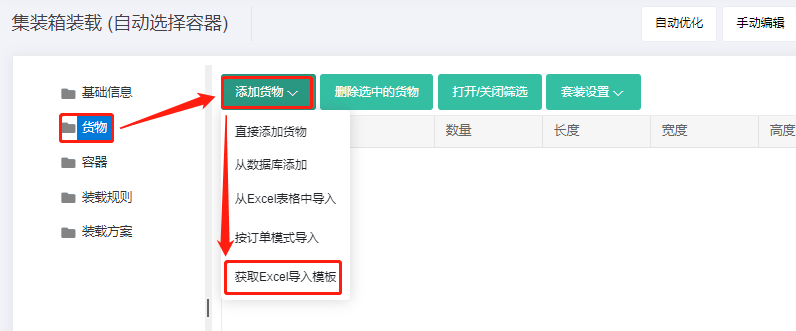 集装箱装载 (自动选择容器)
自动优化
手动编辑
基础信息
货物
容器
装载规则
装载方案
添加货物
删除选中的货物
打开/关闭筛选
套装设置
数量
长度
宽度
高度
直接添加货物
从数据库添加
从Excel表格中导入
按订单模式导入
获取Excel导入模板